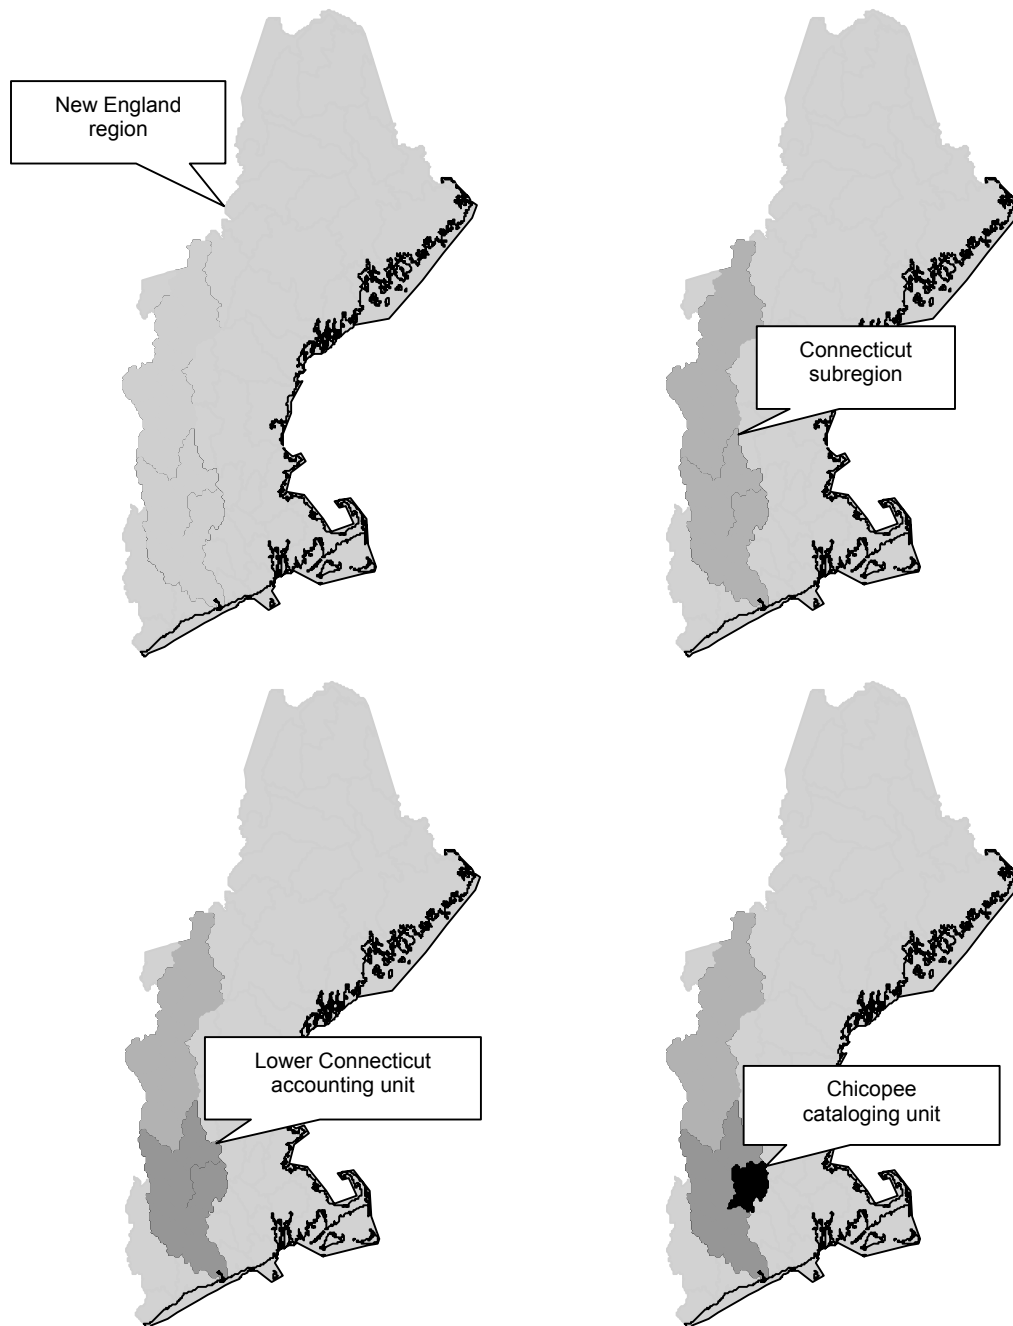 New England
region
Connecticut
subregion
Lower Connecticut
accounting unit
Chicopee
cataloging unit